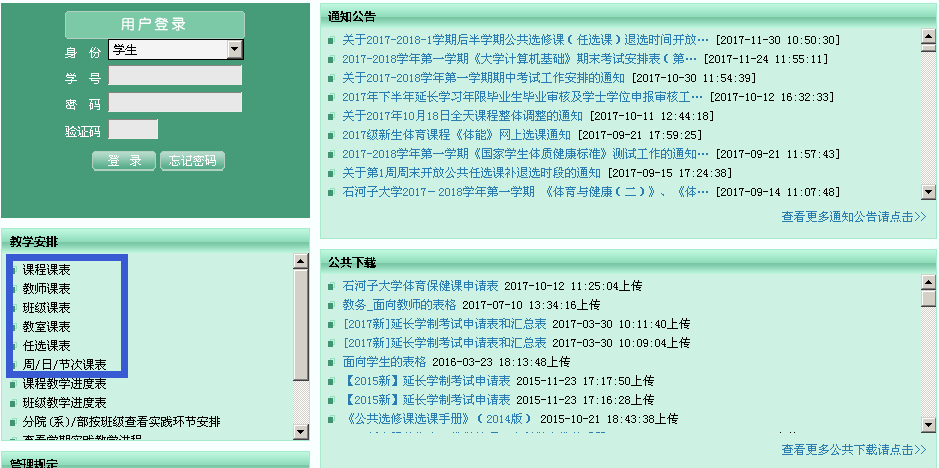 用户登录
身 份 学生
学 号
密 码
验证码
登 录 忘记密码
教学安排
课程课表
教师课表
班级课表
教室课表
任选课表
周/日/节次课表
课程教学进度表
班级教学进度表
分院(系)/部按班级查看实践环节安排
查看学期实践教学进程
管理规定
通知公告
关于2017-2018-1学期后半学期公共选修课（任选课）退选时间开放… [2017-11-30 10:50:30]
2017-2018学年第一学期《大学计算机基础》期末考试安排表（第… [2017-11-24 11:55:11]
关于2017-2018学年第一学期期中考试工作安排的通知 [2017-10-30 11:54:39]
2017年下半年延长学习年限毕业生毕业审核及学士学位申报审核工… [2017-10-12 16:32:33]
关于2017年10月18日全天课程整体调整的通知 [2017-10-11 12:44:18]
2017级新生体育课程《体能》网上选课通知 [2017-09-21 17:59:25]
2017-2018学年第一学期《国家学生体质健康标准》测试工作的通知… [2017-09-21 11:57:43]
关于第1周周末开放公共任选课补退选时段的通知 [2017-09-15 17:24:38]
石河子大学2017－2018学年第一学期 《体育与健康（二）》、《体… [2017-09-14 11:07:48]
查看更多通知公告请点击>>
公共下载
石河子大学体育保健课申请表 2017-10-12 11:25:04上传
教务_面向教师的表格 2017-07-10 13:34:16上传
[2017新]延长学制考试申请表和汇总表 2017-03-30 10:11:40上传
[2017新]延长学制考试申请表和汇总表 2017-03-30 10:09:04上传
面向学生的表格 2016-03-23 18:13:48上传
【2015新】延长学制考试申请表 2015-11-23 17:17:50上传
【2015新】延长学制考试申请表 2015-11-23 17:16:28上传
《公共选修课选课手册》（2014版） 2015-10-21 18:43:38上传
查看更多公共下载请点击>>